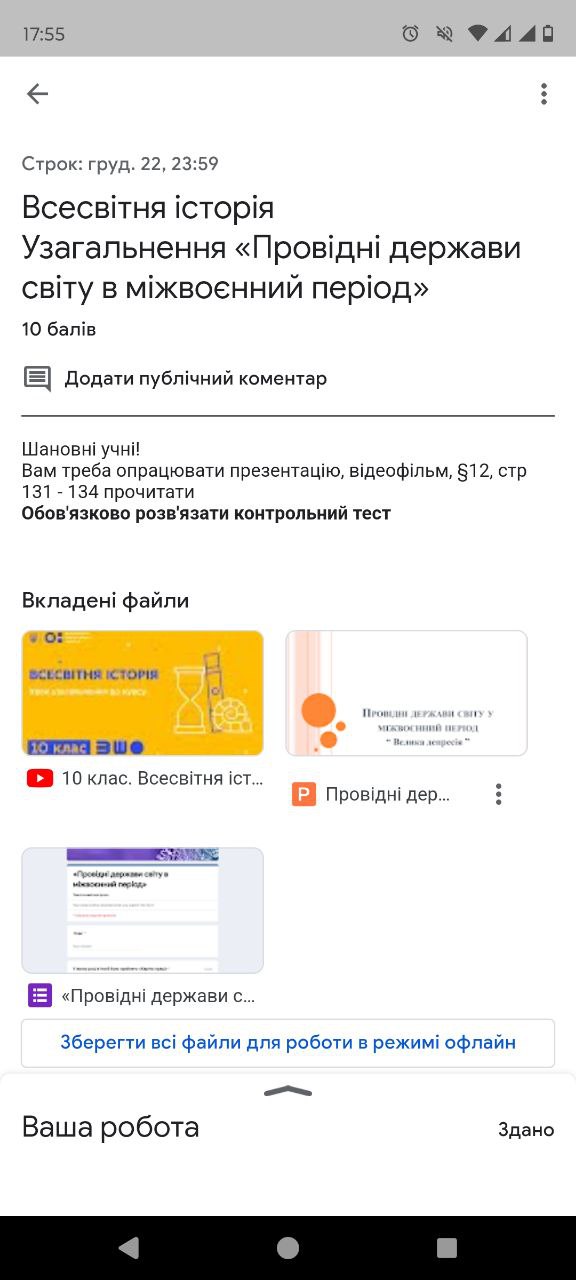 17:55
Строк: груд. 22, 23:59
Всесвітня історія
Узагальнення «Провідні держави
світу в міжвоєнний період»
10 балів
Додати публічний коментар
Шановні учні!
Вам треба опрацювати презентацію, відеофільм, §12, стр
131 - 134 прочитати
Обов'язково розв'язати контрольний тест
Вкладені файли
ВСЕСВІТНЯ ІСТОРІЯ
10 клас
10 клас. Всесвітня іст...
Провідні держави світу у
міжвоєнний період
“ Велика депресія ”
P
Провідні дер...
«Провідні держави світу в
міжвоєнний період»
«Провідні держави с...
Зберегти всі файли для роботи в режимі офлайн
Ваша робота
Здано